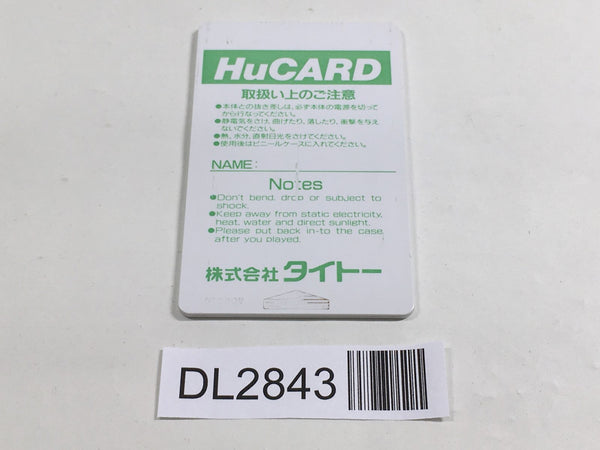 HuCARD
取扱い上のご注意
●本体との抜き差しは、必ず本体の電源を切って
から行なってください。
●静電気をさけ、曲げたり、落したり、衝撃を与え
ないでください。
●熱、水分、直射日光をさけてください。
●使用後はビニールケースに入れてください。
NAME:
Notes
●Don't bend, drop or subject to
shock.
●Keep away from static electricity,
heat, water and direct sunlight.
●Please put back in-to the case
after you played.
株式会社 タイトー
DL2843